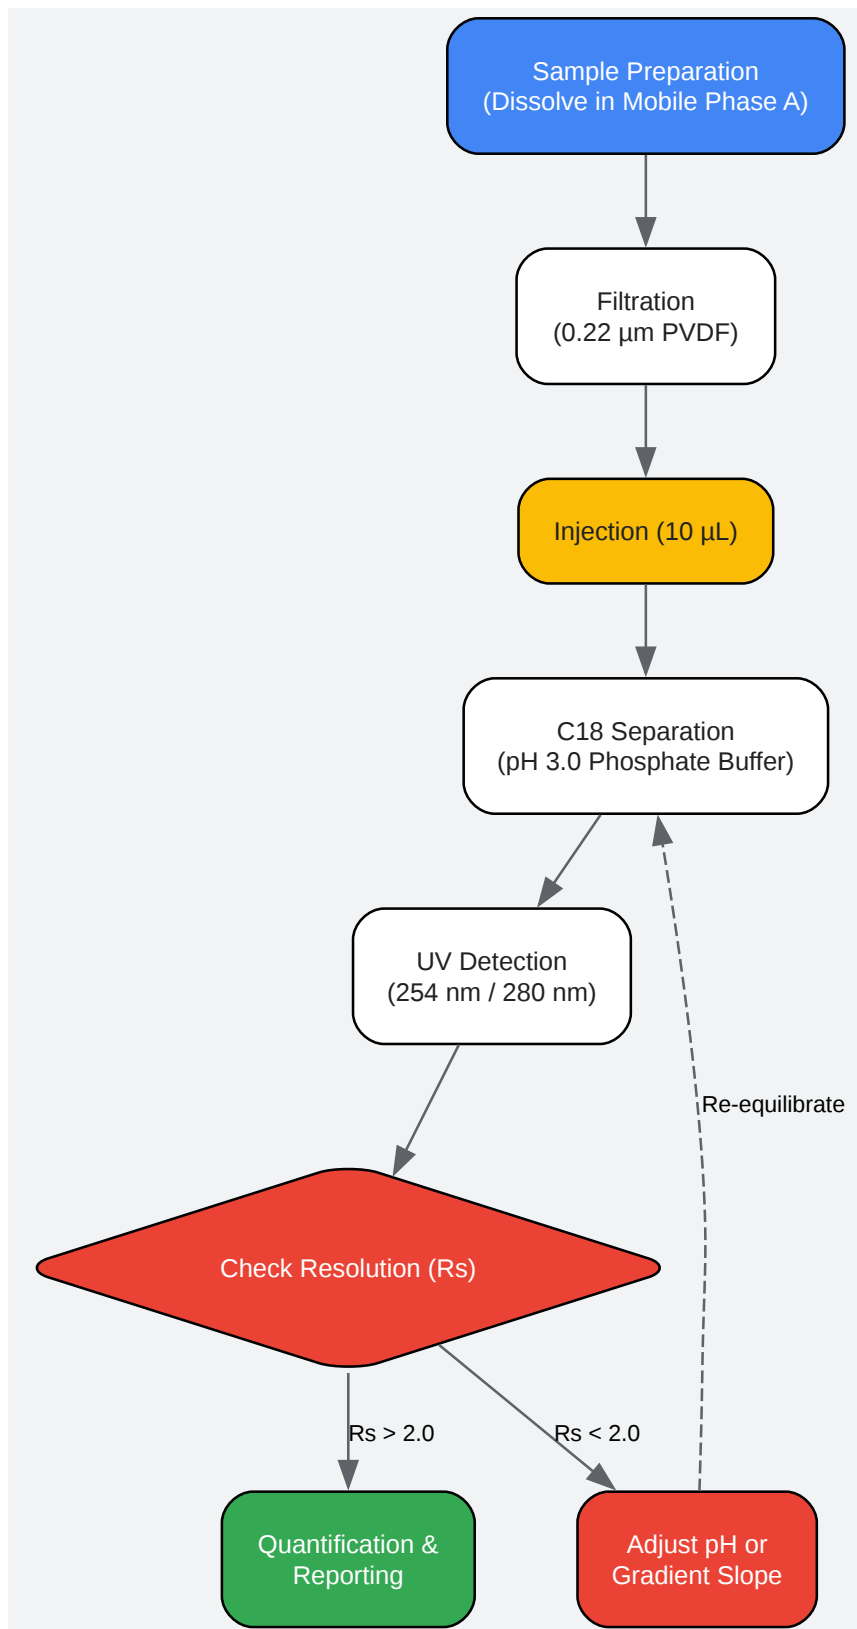 Sample Preparation
(Dissolve in Mobile Phase A)
Filtration
(0.22 µm PVDF)
Injection (10 µL)
C18 Separation
(pH 3.0 Phosphate Buffer)
UV Detection
(254 nm / 280 nm)
Re-equilibrate
Check Resolution (Rs)
Rs > 2.0
Rs < 2.0
Quantification &
Reporting
Adjust pH or
Gradient Slope